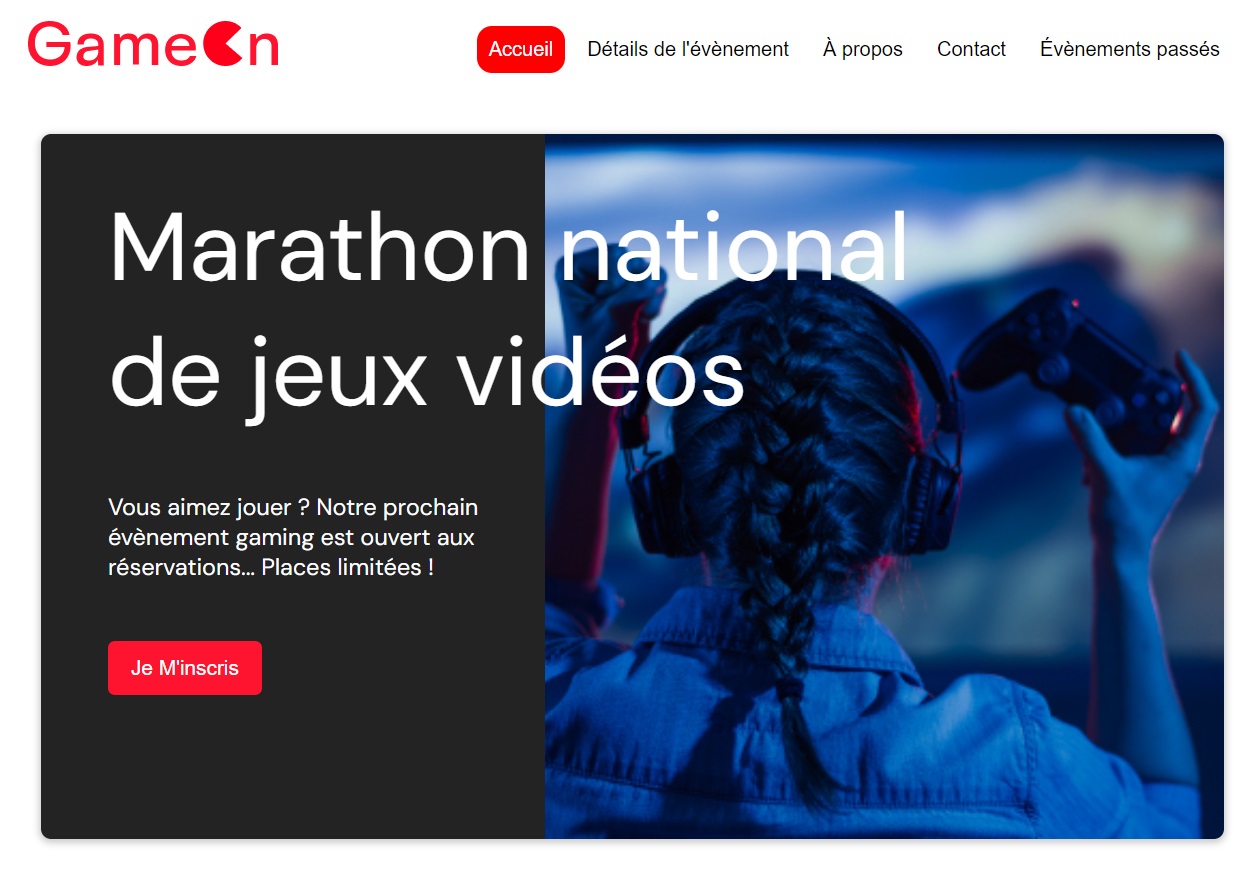 GameOn
Accueil Détails de l'évènement À propos Contact Évènements passés
Marathon national
de jeux vidéos
Vous aimez jouer ? Notre prochain
évènement gaming est ouvert aux
réservations... Places limitées !
Je M'inscris